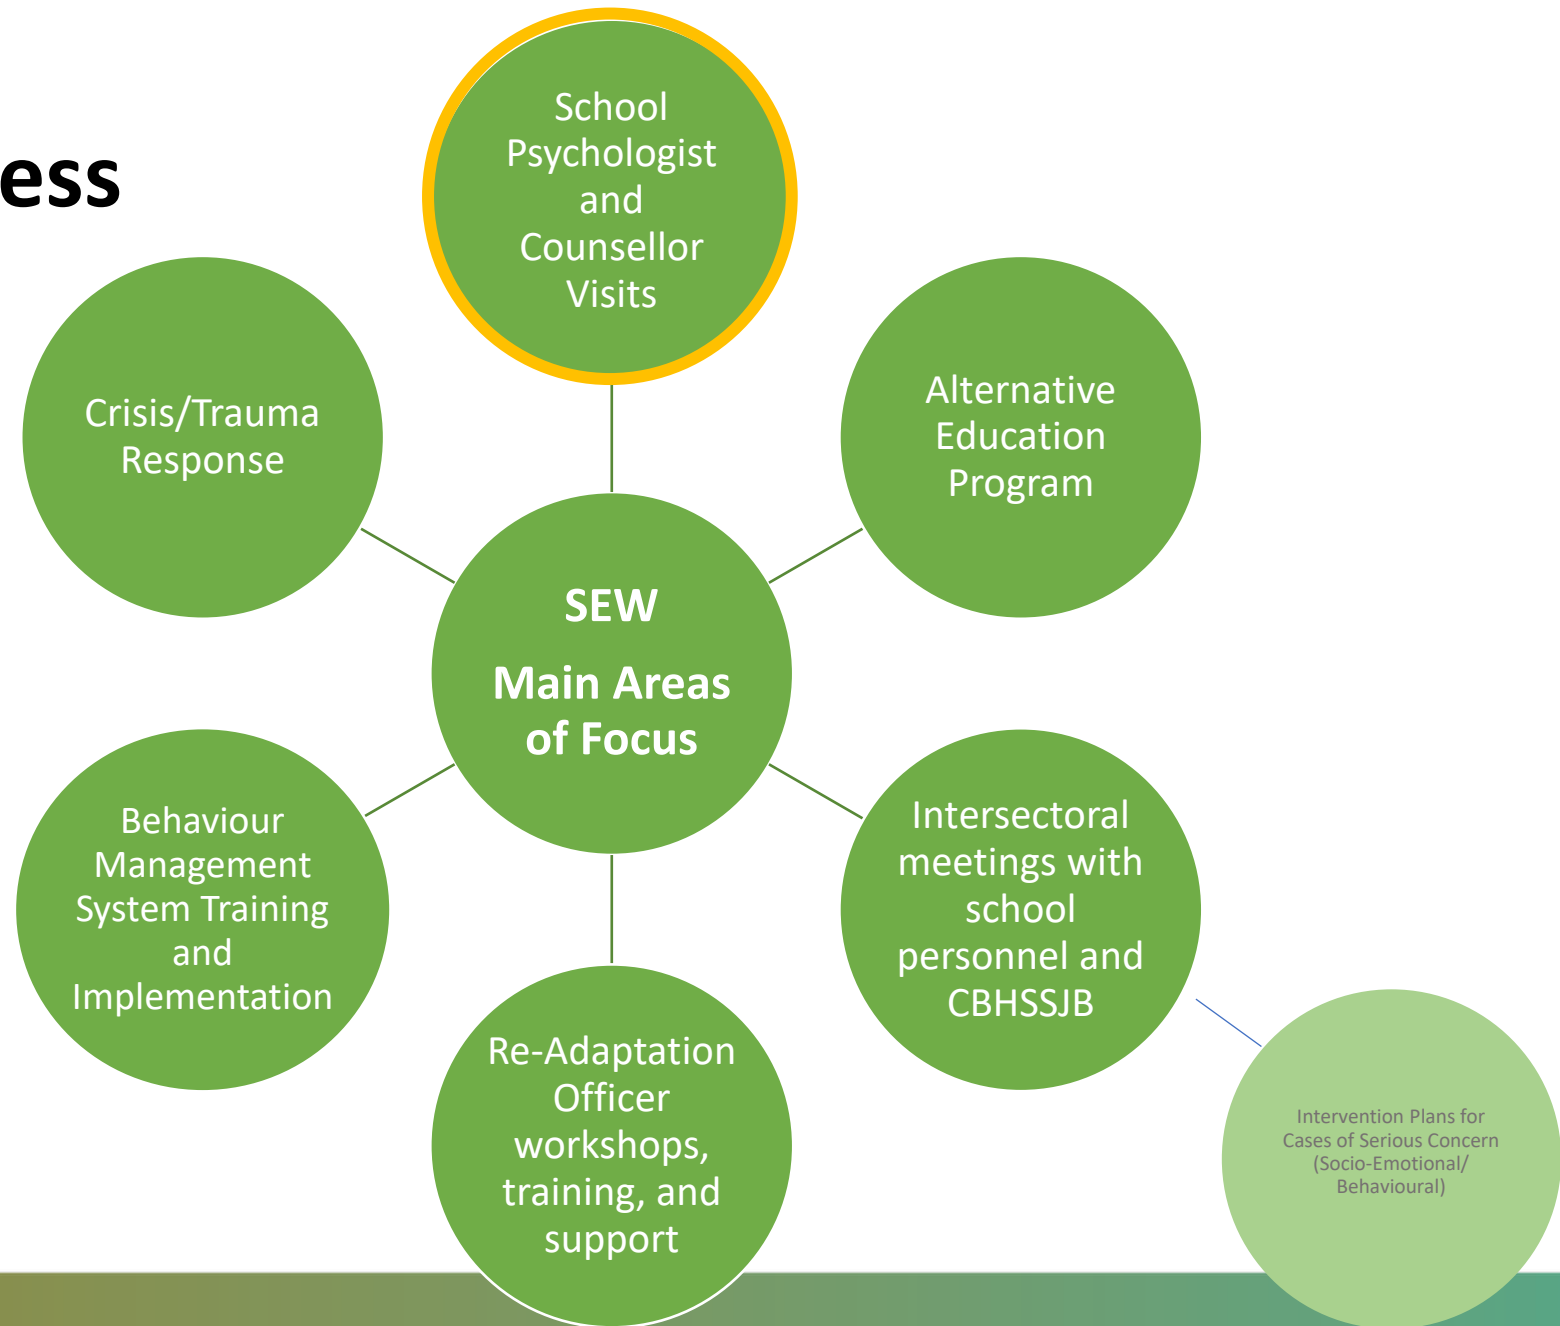 ess
School
Psychologist
and
Counsellor
Visits
Crisis/Trauma
Response
Alternative
Education
Program
SEW
Main Areas
of Focus
Behaviour
Management
System Training
and
Implementation
Intersectoral
meetings with
school
personnel and
CBHSSJB
Re-Adaptation
Officer
workshops,
training, and
support
Intervention Plans for
Cases of Serious Concern
(Socio-Emotional/
Behavioural)